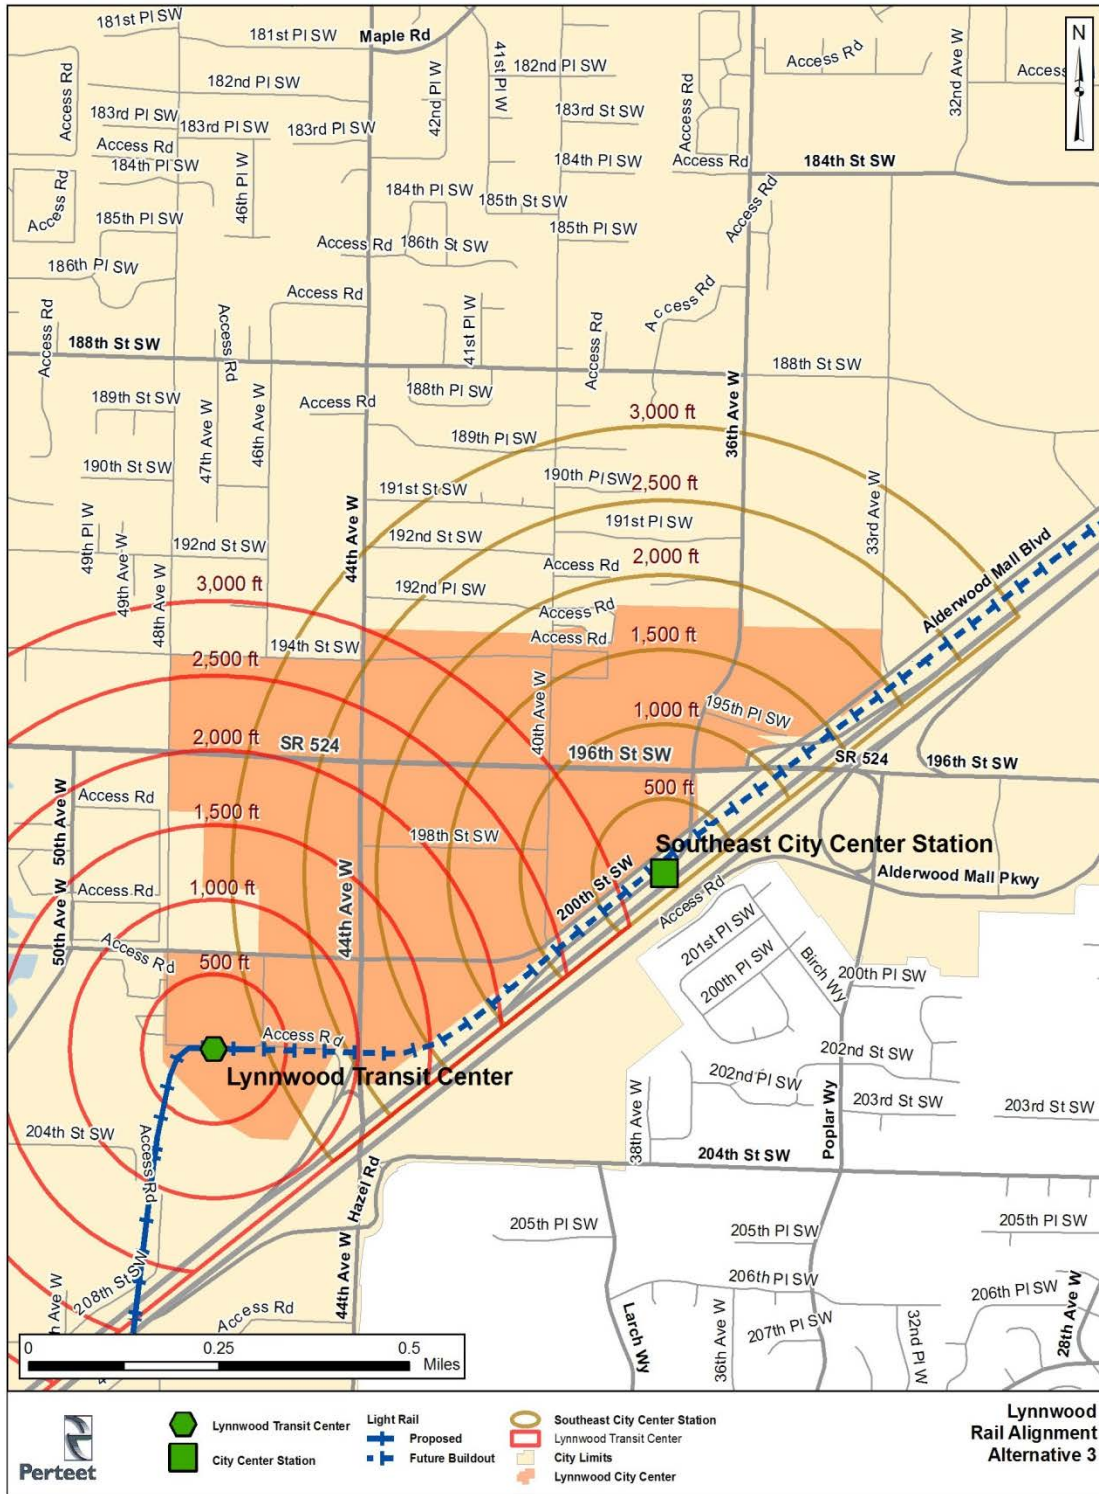 181st Pl SW
181st Pl SW
Maple Rd
41st Pl W
182nd Pl SW
Access Rd
32nd Ave W
N
Access Rd
182nd Pl SW
42nd Pl W
Access Rd
183rd Pl SW
183rd Pl SW
183rd Pl SW
183rd St SW
Access Rd
184th Pl SW
184th Pl SW
Access Rd
184th St SW
Access Rd
46th Pl W
184th Pl SW
185th St SW
Access Rd
185th Pl SW
185th Pl SW
Access Rd
186th St SW
186th Pl SW
Access Rd
Access Rd
Access Rd
Access Rd
41st Pl W
Access Rd
188th St SW
188th St SW
188th Pl SW
36th Ave W
189th St SW
47th Ave W
46th Ave W
Access Rd
3,000 ft
189th Pl SW
190th St SW
190th Pl SW
2,500 ft
191st St SW
44th Ave W
191st Pl SW
33rd Ave W
49th Pl W
49th Ave W
192nd St SW
192nd St SW
2,000 ft
Access Rd
Alderwood Mall Blvd
48th Ave W
3,000 ft
192nd Pl SW
Access Rd
1,500 ft
Access Rd
194th St SW
2,500 ft
40th Ave W
1,000 ft
195th Pl SW
2,000 ft
SR 524
196th St SW
SR 524
196th St SW
500 ft
Access Rd
50th Ave W
1,500 ft
198th St SW
Southeast City Center Station
Alderwood Mall Pkwy
Access Rd
1,000 ft
44th Ave W
200th St SW
Access Rd
50th Ave W
Access Rd
500 ft
201st Pl SW
200th Pl SW
Birch Wy
200th Pl SW
Access Rd
Lynnwood Transit Center
202nd St SW
202nd Pl SW
38th Ave W
203rd St SW
203rd St SW
Poplar Wy
204th St SW
Access Rd
204th St SW
Hazel Rd
44th Ave W
205th Pl SW
205th Pl SW
205th Pl SW
208th St SW
206th Pl SW
206th Pl SW
28th Ave W
Ave W
Access Rd
Larch Wy
36th Ave W
207th Pl SW
32nd Pl W
0 0.25 0.5
Miles
Perteet
Lynnwood Transit Center
City Center Station
Light Rail
Proposed
Future Buildout
Southeast City Center Station
Lynnwood Transit Center
City Limits
Lynnwood City Center
Lynnwood
Rail Alignment
Alternative 3